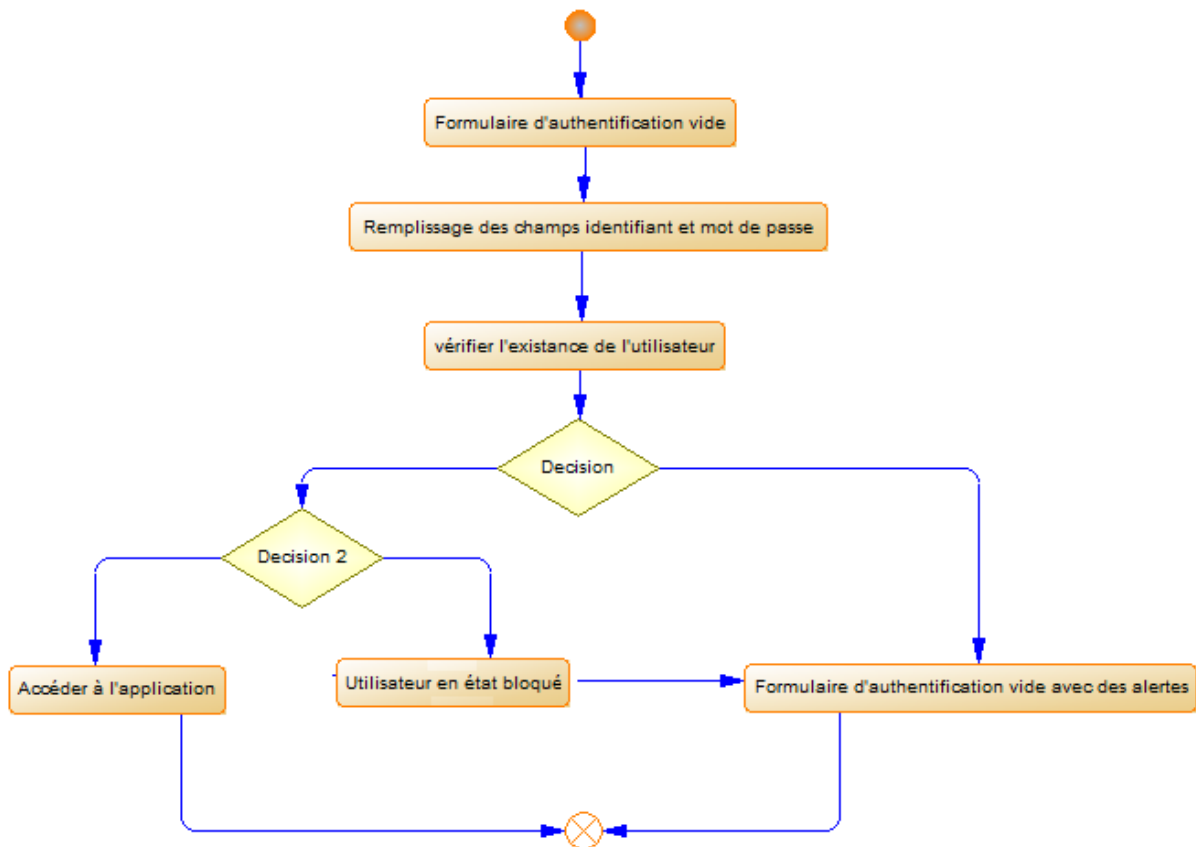 Formulaire d'authentification vide
Remplissage des champs identifiant et mot de passe
vérifier l'existance de l'utilisateur
Decision
Decision 2
Accéder à l'application
Utilisateur en état bloqué
Formulaire d'authentification vide avec des alertes